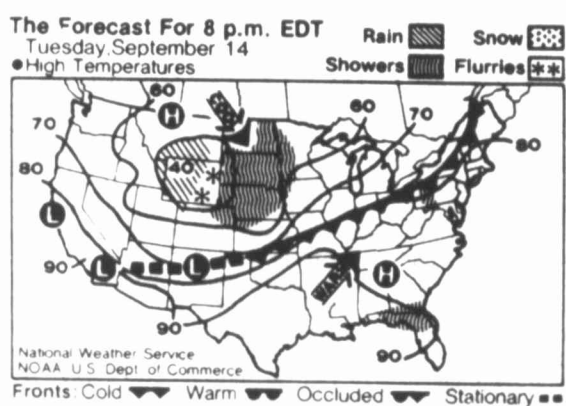 The Forecast For 8 p.m. EDT
Tuesday, September 14
High Temperatures
Rain
Snow
Showers
Flurries
60
70
80
60
70
80
H
40
L
90
L
L
WARM
H
90
90
National Weather Service
NOAA U S Dept of Commerce
Fronts: Cold
Warm
Occluded
Stationary